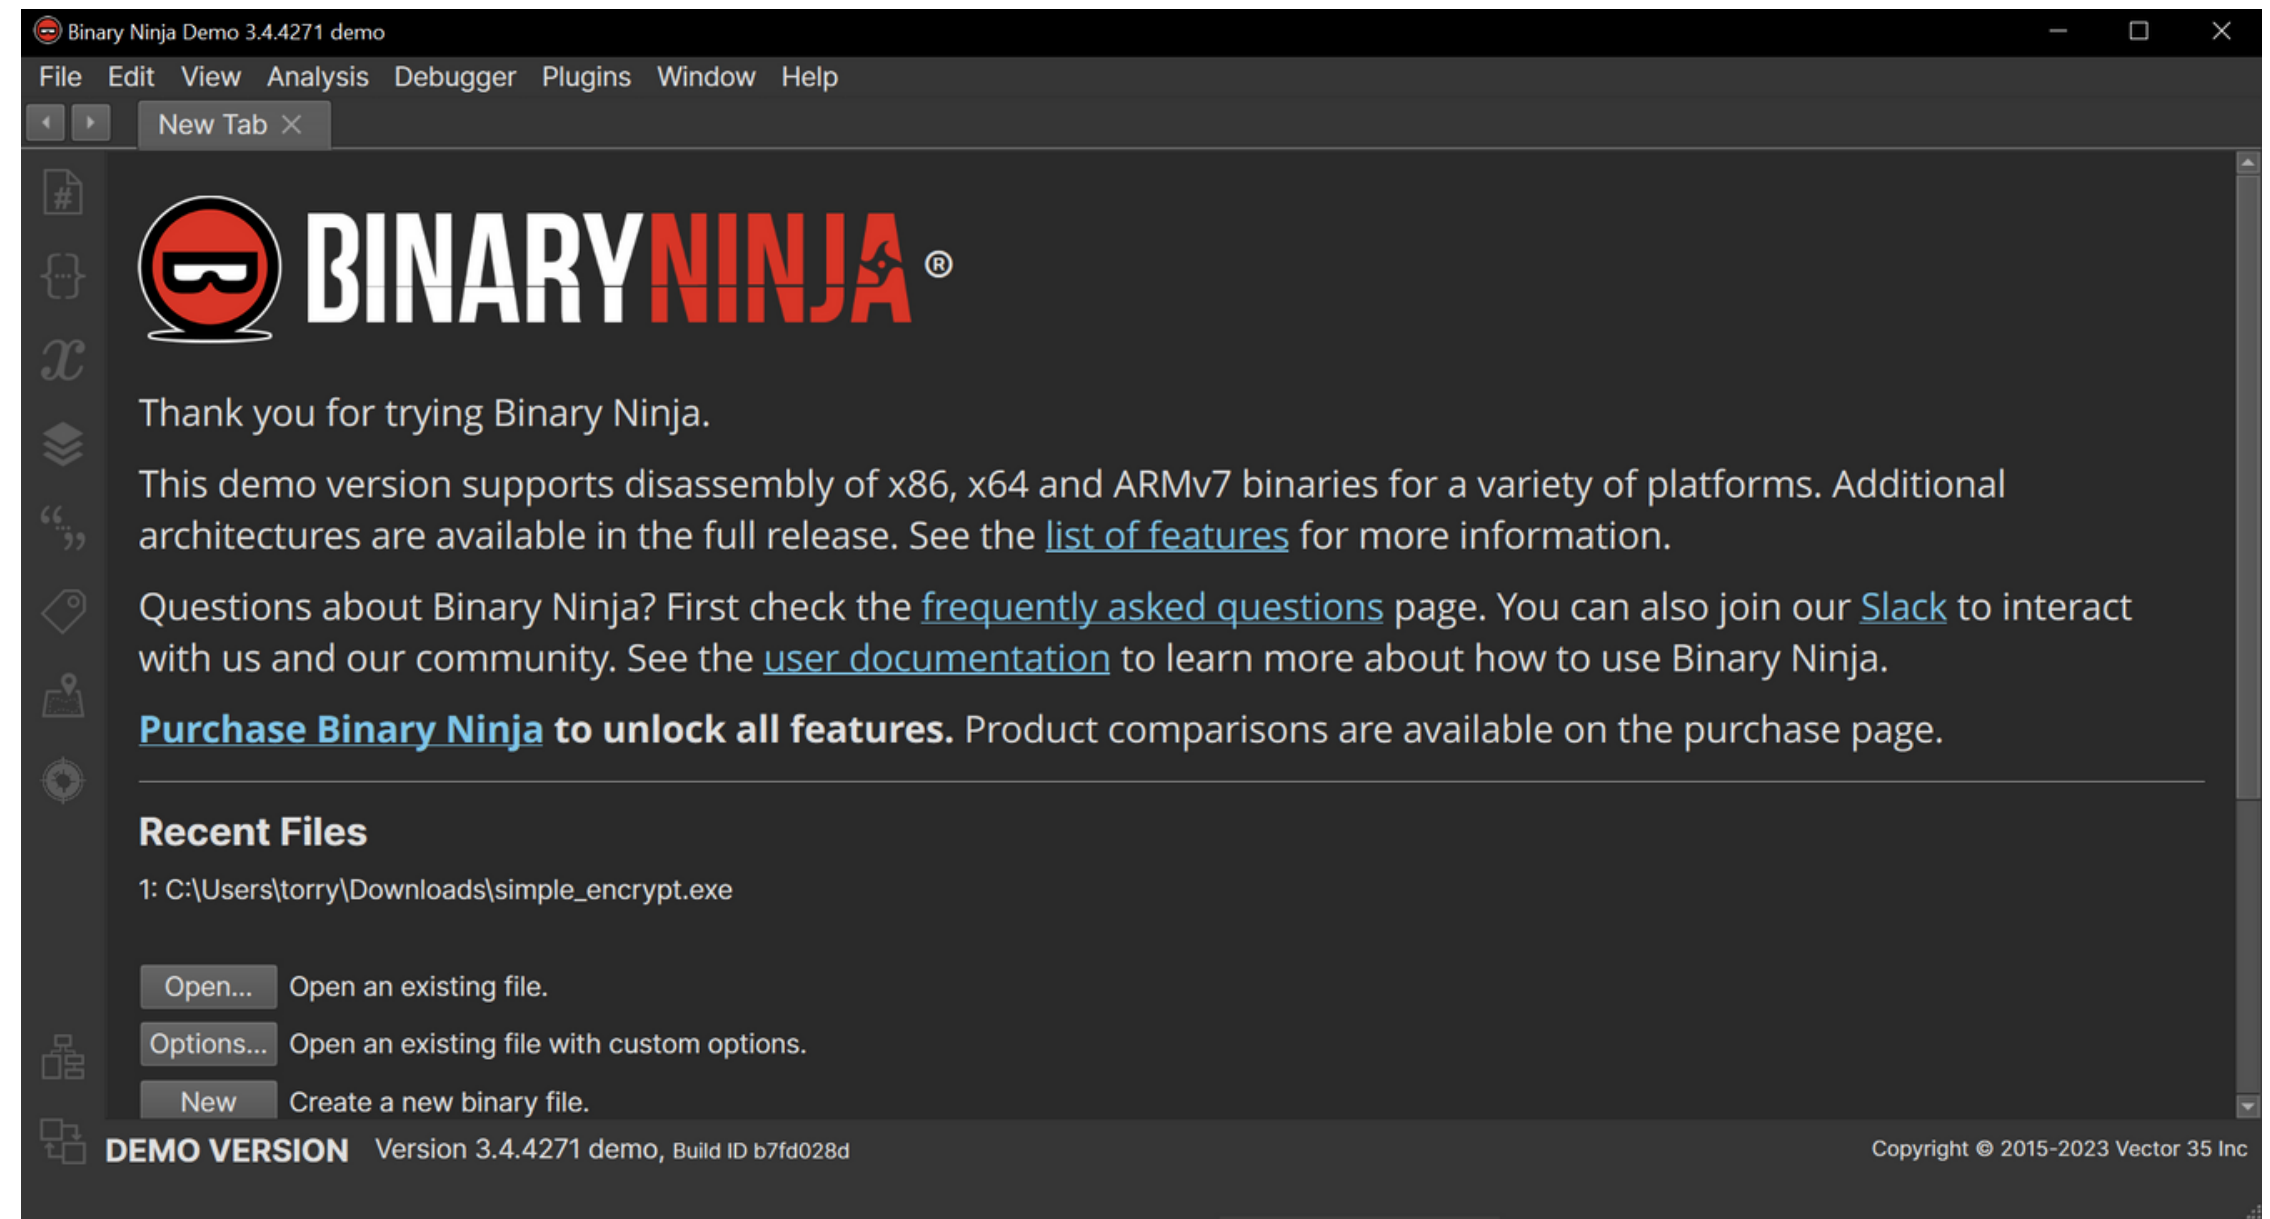 Binary Ninja Demo 3.4.4271 demo
File Edit View Analysis Debugger Plugins Window Help
New Tab
BINARYNINJA ®
Thank you for trying Binary Ninja.
This demo version supports disassembly of x86, x64 and ARMv7 binaries for a variety of platforms. Additional
architectures are available in the full release. See the list of features for more information.
Questions about Binary Ninja? First check the frequently asked questions page. You can also join our Slack to interact
with us and our community. See the user documentation to learn more about how to use Binary Ninja.
Purchase Binary Ninja to unlock all features. Product comparisons are available on the purchase page.
Recent Files
1: C:\Users\torry\Downloads\simple_encrypt.exe
Open... Open an existing file.
Options... Open an existing file with custom options.
New Create a new binary file.
DEMO VERSION Version 3.4.4271 demo, Build ID b7fd028d Copyright © 2015-2023 Vector 35 Inc